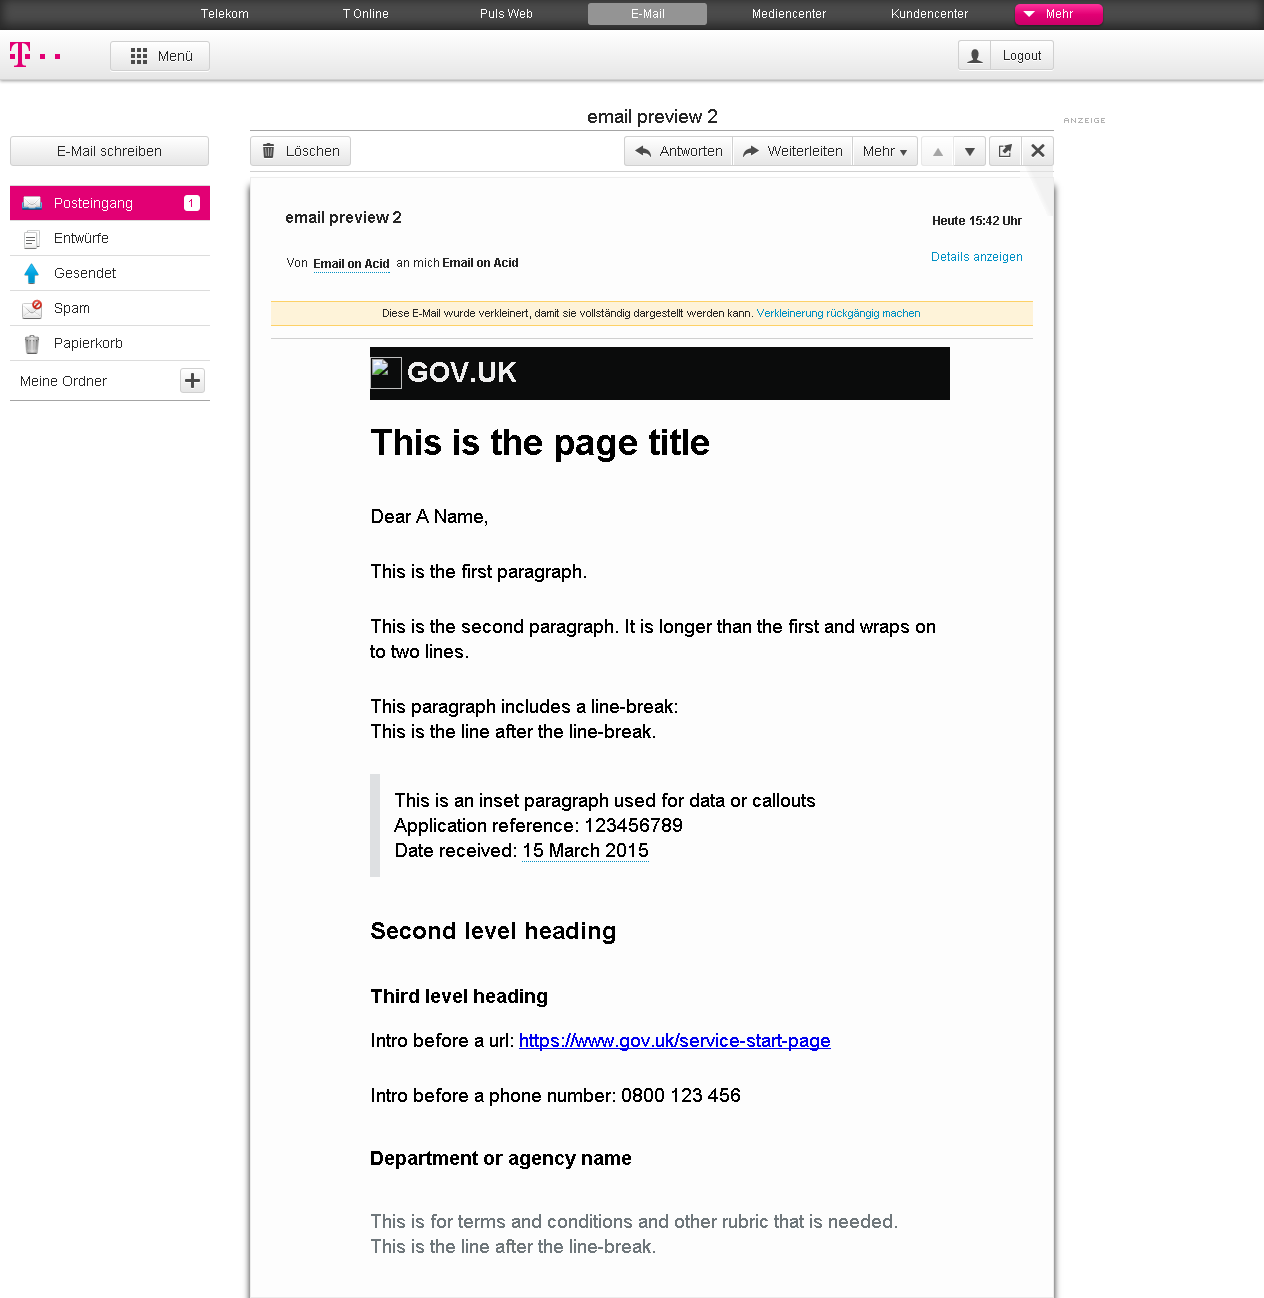 Telekom
T Online
Puls Web
E-Mail
Mediencenter
Kundencenter
Mehr
T
Menü
Logout
email preview 2
ANZEIGE
E-Mail schreiben
Löschen
Antworten
Weiterleiten
Mehr
Posteingang 1
Entwürfe
Gesendet
Spam
Papierkorb
Meine Ordner
email preview 2
Heute 15:42 Uhr
Von Email on Acid an mich Email on Acid
Details anzeigen
Diese E-Mail wurde verkleinert, damit sie vollständig dargestellt werden kann. Verkleinerung rückgängig machen
GOV.UK
This is the page title
Dear A Name,
This is the first paragraph.
This is the second paragraph. It is longer than the first and wraps on
to two lines.
This paragraph includes a line-break:
This is the line after the line-break.
This is an inset paragraph used for data or callouts
Application reference: 123456789
Date received: 15 March 2015
Second level heading
Third level heading
Intro before a url: https://www.gov.uk/service-start-page
Intro before a phone number: 0800 123 456
Department or agency name
This is for terms and conditions and other rubric that is needed.
This is the line after the line-break.